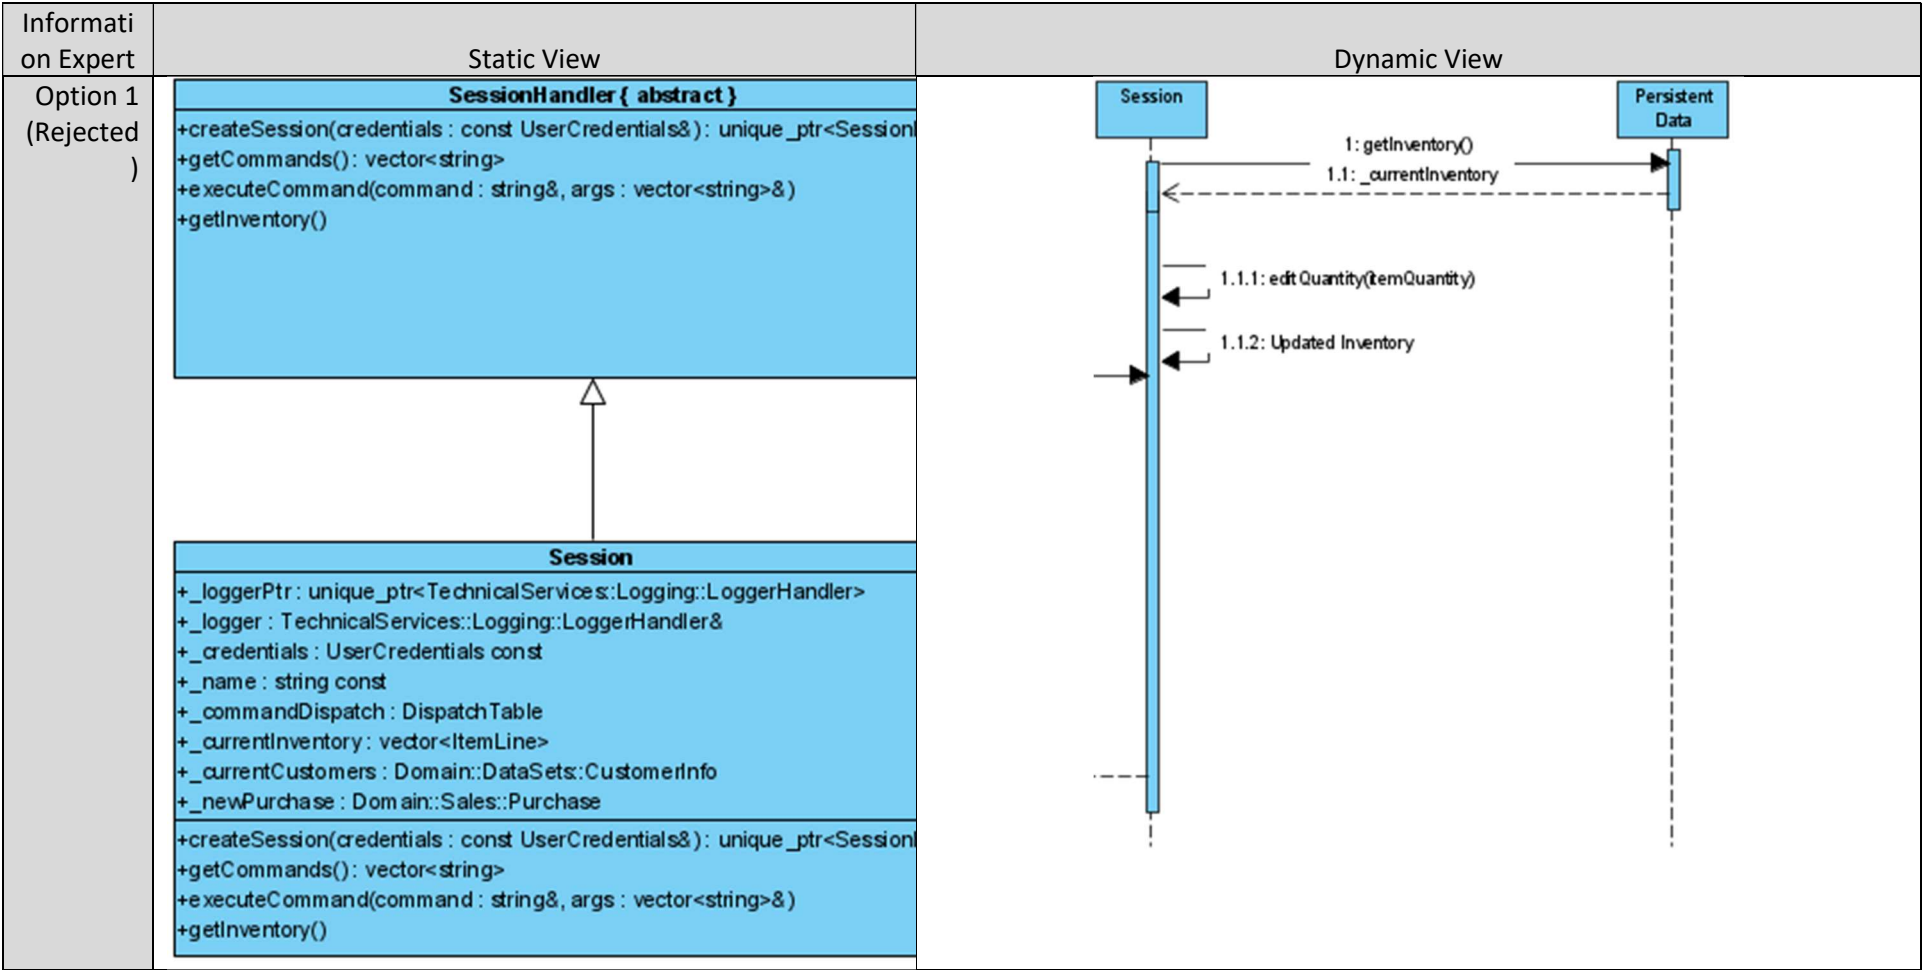 Informati
on Expert
Static View
Dynamic View
Option 1
(Rejected
)
SessionHandler { abstract }
+createSession(credentials : const UserCredentials&) : unique_ptr<Session
+getCommands() : vector<string>
+executeCommand(command : string&, args : vector<string>&)
+getInventory()
Session
+_loggerPtr : unique_ptr<TechnicalServices::Logging::LoggerHandler>
+_logger : TechnicalServices::Logging::LoggerHandler&
+_credentials : UserCredentials const
+_name : string const
+_commandDispatch : DispatchTable
+_currentInventory : vector<ItemLine>
+_currentCustomers : Domain::DataSets::CustomerInfo
+_newPurchase : Domain::Sales::Purchase
+createSession(credentials : const UserCredentials&) : unique_ptr<Session
+getCommands() : vector<string>
+executeCommand(command : string&, args : vector<string>&)
+getInventory()
Session
Persistent
Data
1: getInventory()
1.1: _currentInventory
1.1.1: editQuantity(itemQuantity)
1.1.2: Updated Inventory